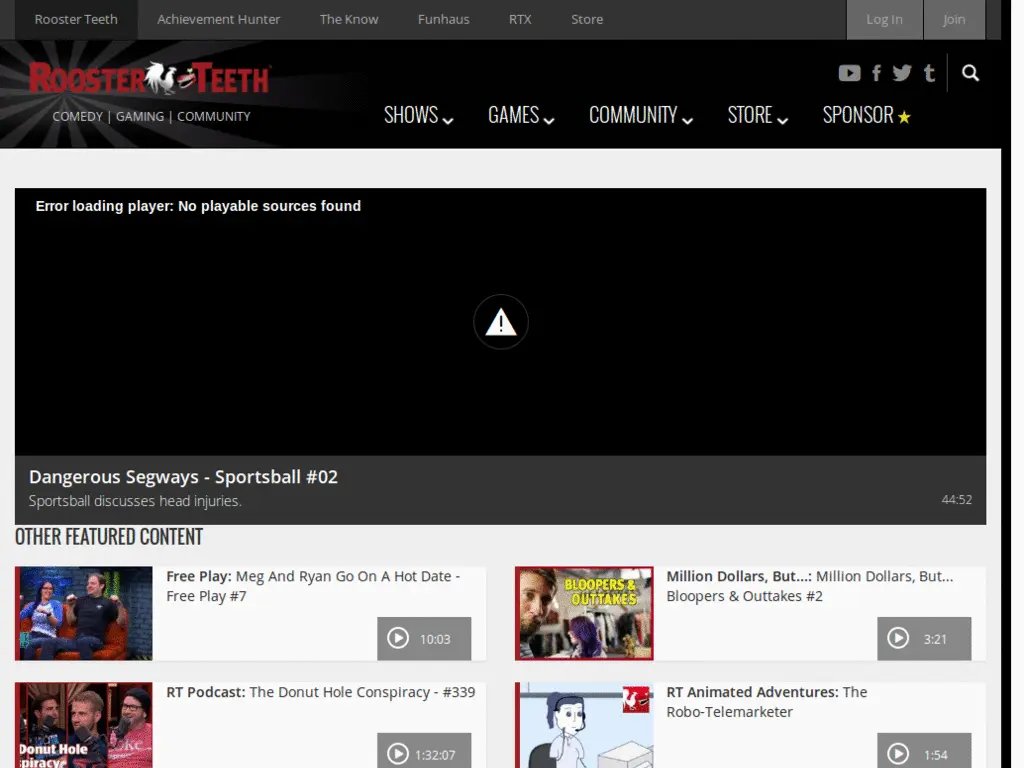 Rooster Teeth Achievement Hunter The Know Funhaus RTX Store Log In Join
ROOSTER TEETH
COMEDY | GAMING | COMMUNITY
SHOWS GAMES COMMUNITY STORE SPONSOR
Error loading player: No playable sources found
Dangerous Segways - Sportsball #02
Sportsball discusses head injuries.
44:52
OTHER FEATURED CONTENT
Free Play: Meg And Ryan Go On A Hot Date -
Free Play #7
10:03
BLOOPERS &
OUTTAKES
Million Dollars, But...: Million Dollars, But...
Bloopers & Outtakes #2
3:21
Donut Hole
RT Podcast: The Donut Hole Conspiracy - #339
1:32:07
RT Animated Adventures: The
Robo-Telemarketer
1:54